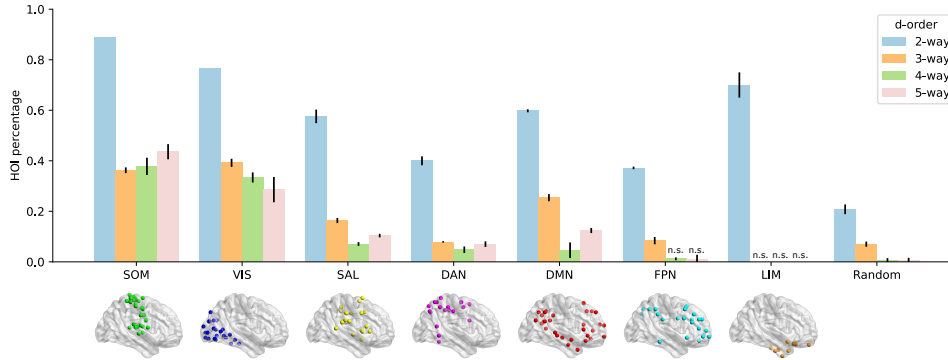 1.0
0.8
0.6
0.4
0.2
0.0
HOI percentage
d-order
2-way
3-way
4-way
5-way
n.s. n.s.
n.s. n.s. n.s.
SOM VIS SAL DAN DMN FPN LIM Random